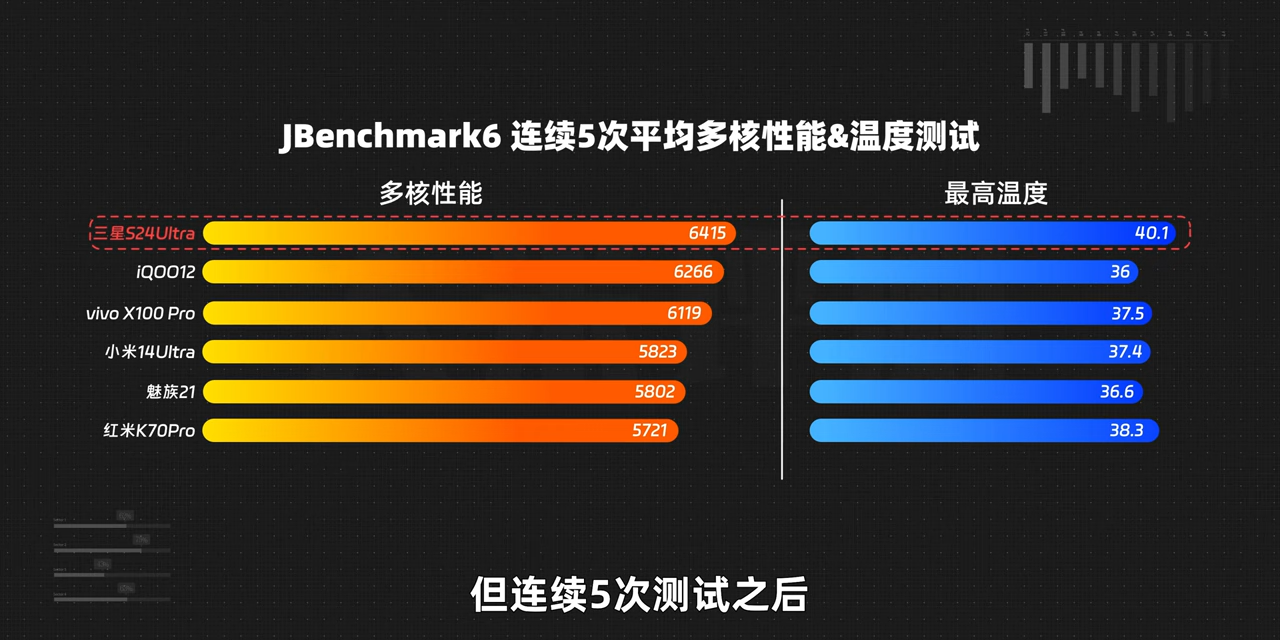 JBenchmark6 连续5次平均多核性能&温度测试
多核性能
最高温度
三星S24Ultra 6415 40.1
iQOO12 6266 36
vivo X100 Pro 6119 37.5
小米14Ultra 5823 37.4
魅族21 5802 36.6
红米K70Pro 5721 38.3
但连续5次测试之后